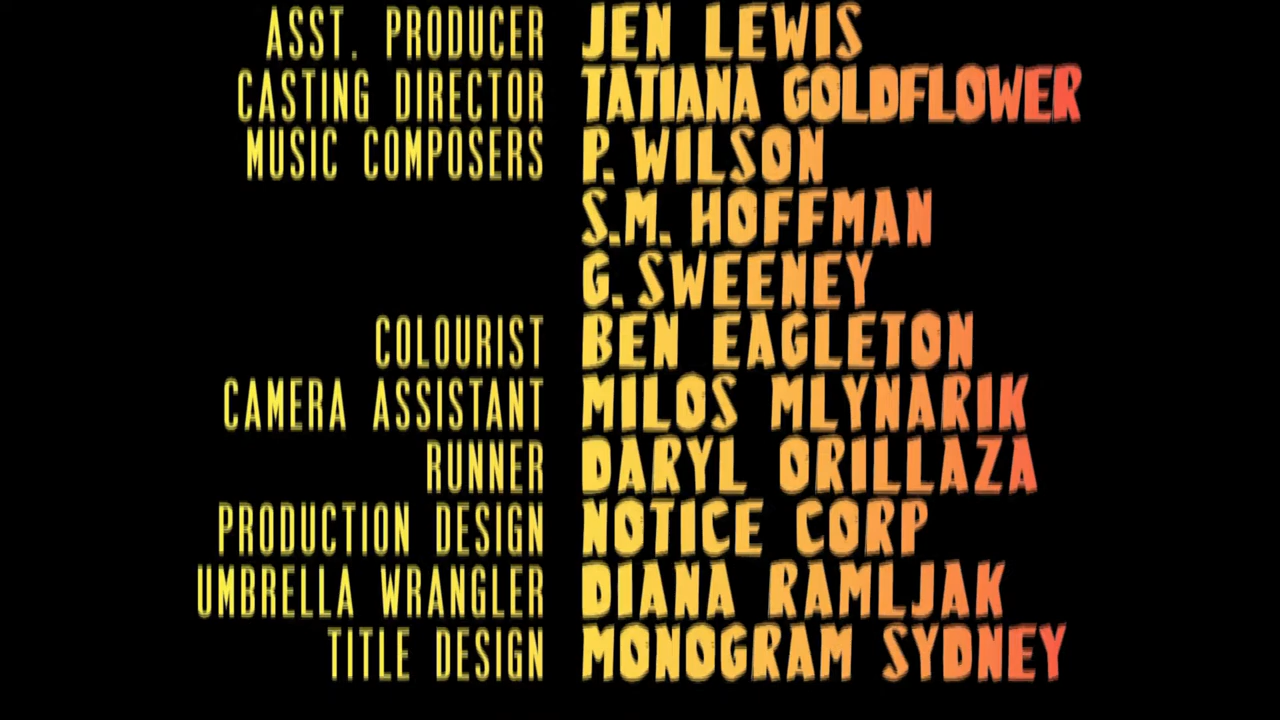 ASST. PRODUCER JEN LEWIS
CASTING DIRECTOR TATIANA GOLDFLOWER
MUSIC COMPOSERS P. WILSON
S.M. HOFFMAN
G. SWEENEY
COLOURIST BEN EAGLETON
CAMERA ASSISTANT MILOS MLYNARIK
RUNNER DARYL ORILLAZA
PRODUCTION DESIGN NOTICE CORP
UMBRELLA WRANGLER DIANA RAMLJAK
TITLE DESIGN MONOGRAM SYDNEY